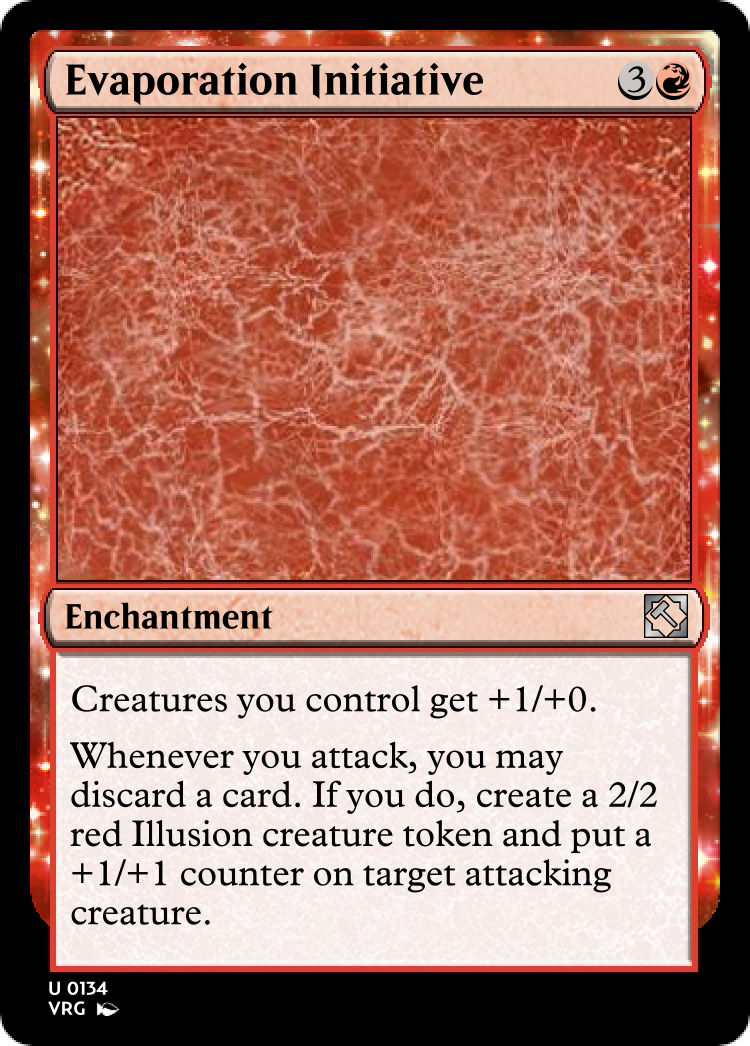 Evaporation Initiative 3
Enchantment
Creatures you control get +1/+0.
Whenever you attack, you may
discard a card. If you do, create a 2/2
red Illusion creature token and put a
+1/+1 counter on target attacking
creature.
U 0134
VRG